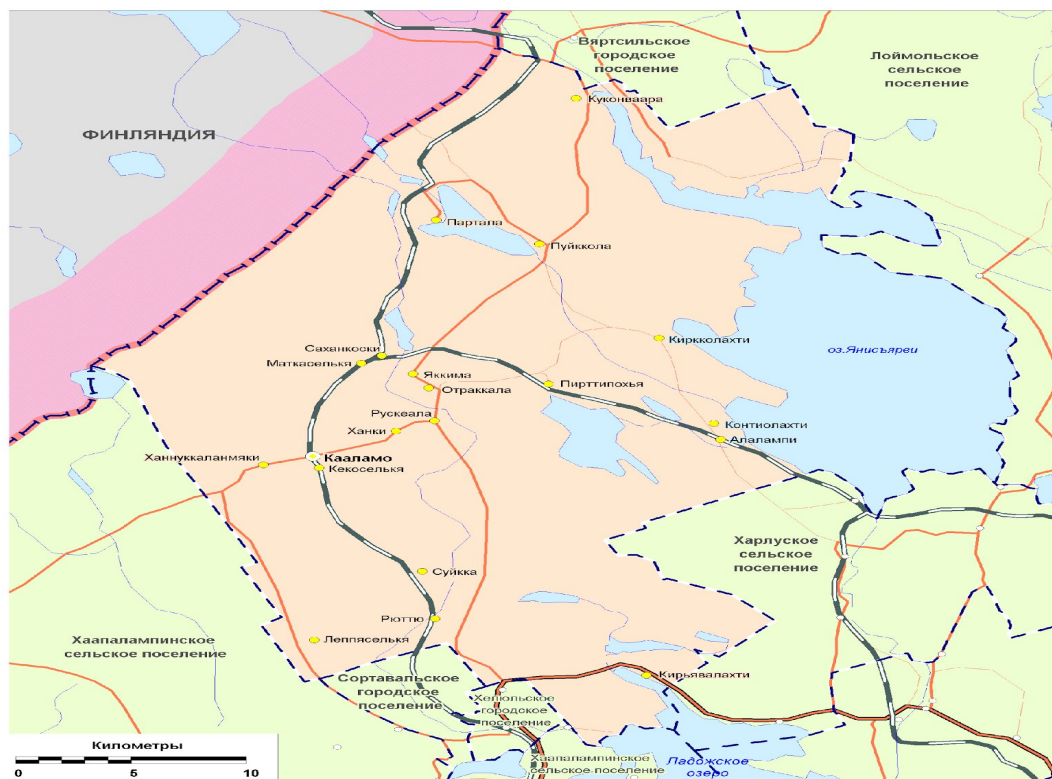 Вяртсильское
городское
поселение
Лоймольское
сельское
поселение
Куконваара
ФИНЛЯНДИЯ
Партала
Пуйккола
Киркколахти
оз.Янисъярви
Саханкоски
Маткаселькя
Яккима
Пирттипохья
Отраккала
Рускеала
Ханки
Контиолахти
Алалампи
Ханнуккаланмяки
Кааламо
Кекоселькя
Харлуское
сельское
поселение
Суйкка
Рюттю
Леппяселькя
Хаапалампинское
сельское поселение
Сортавальское
городское
поселение
Кирьявалахти
Хелюльское
городское
поселение
Хаапалампинское
сельское поселение
Ладожское
озеро
Километры
0 5 10